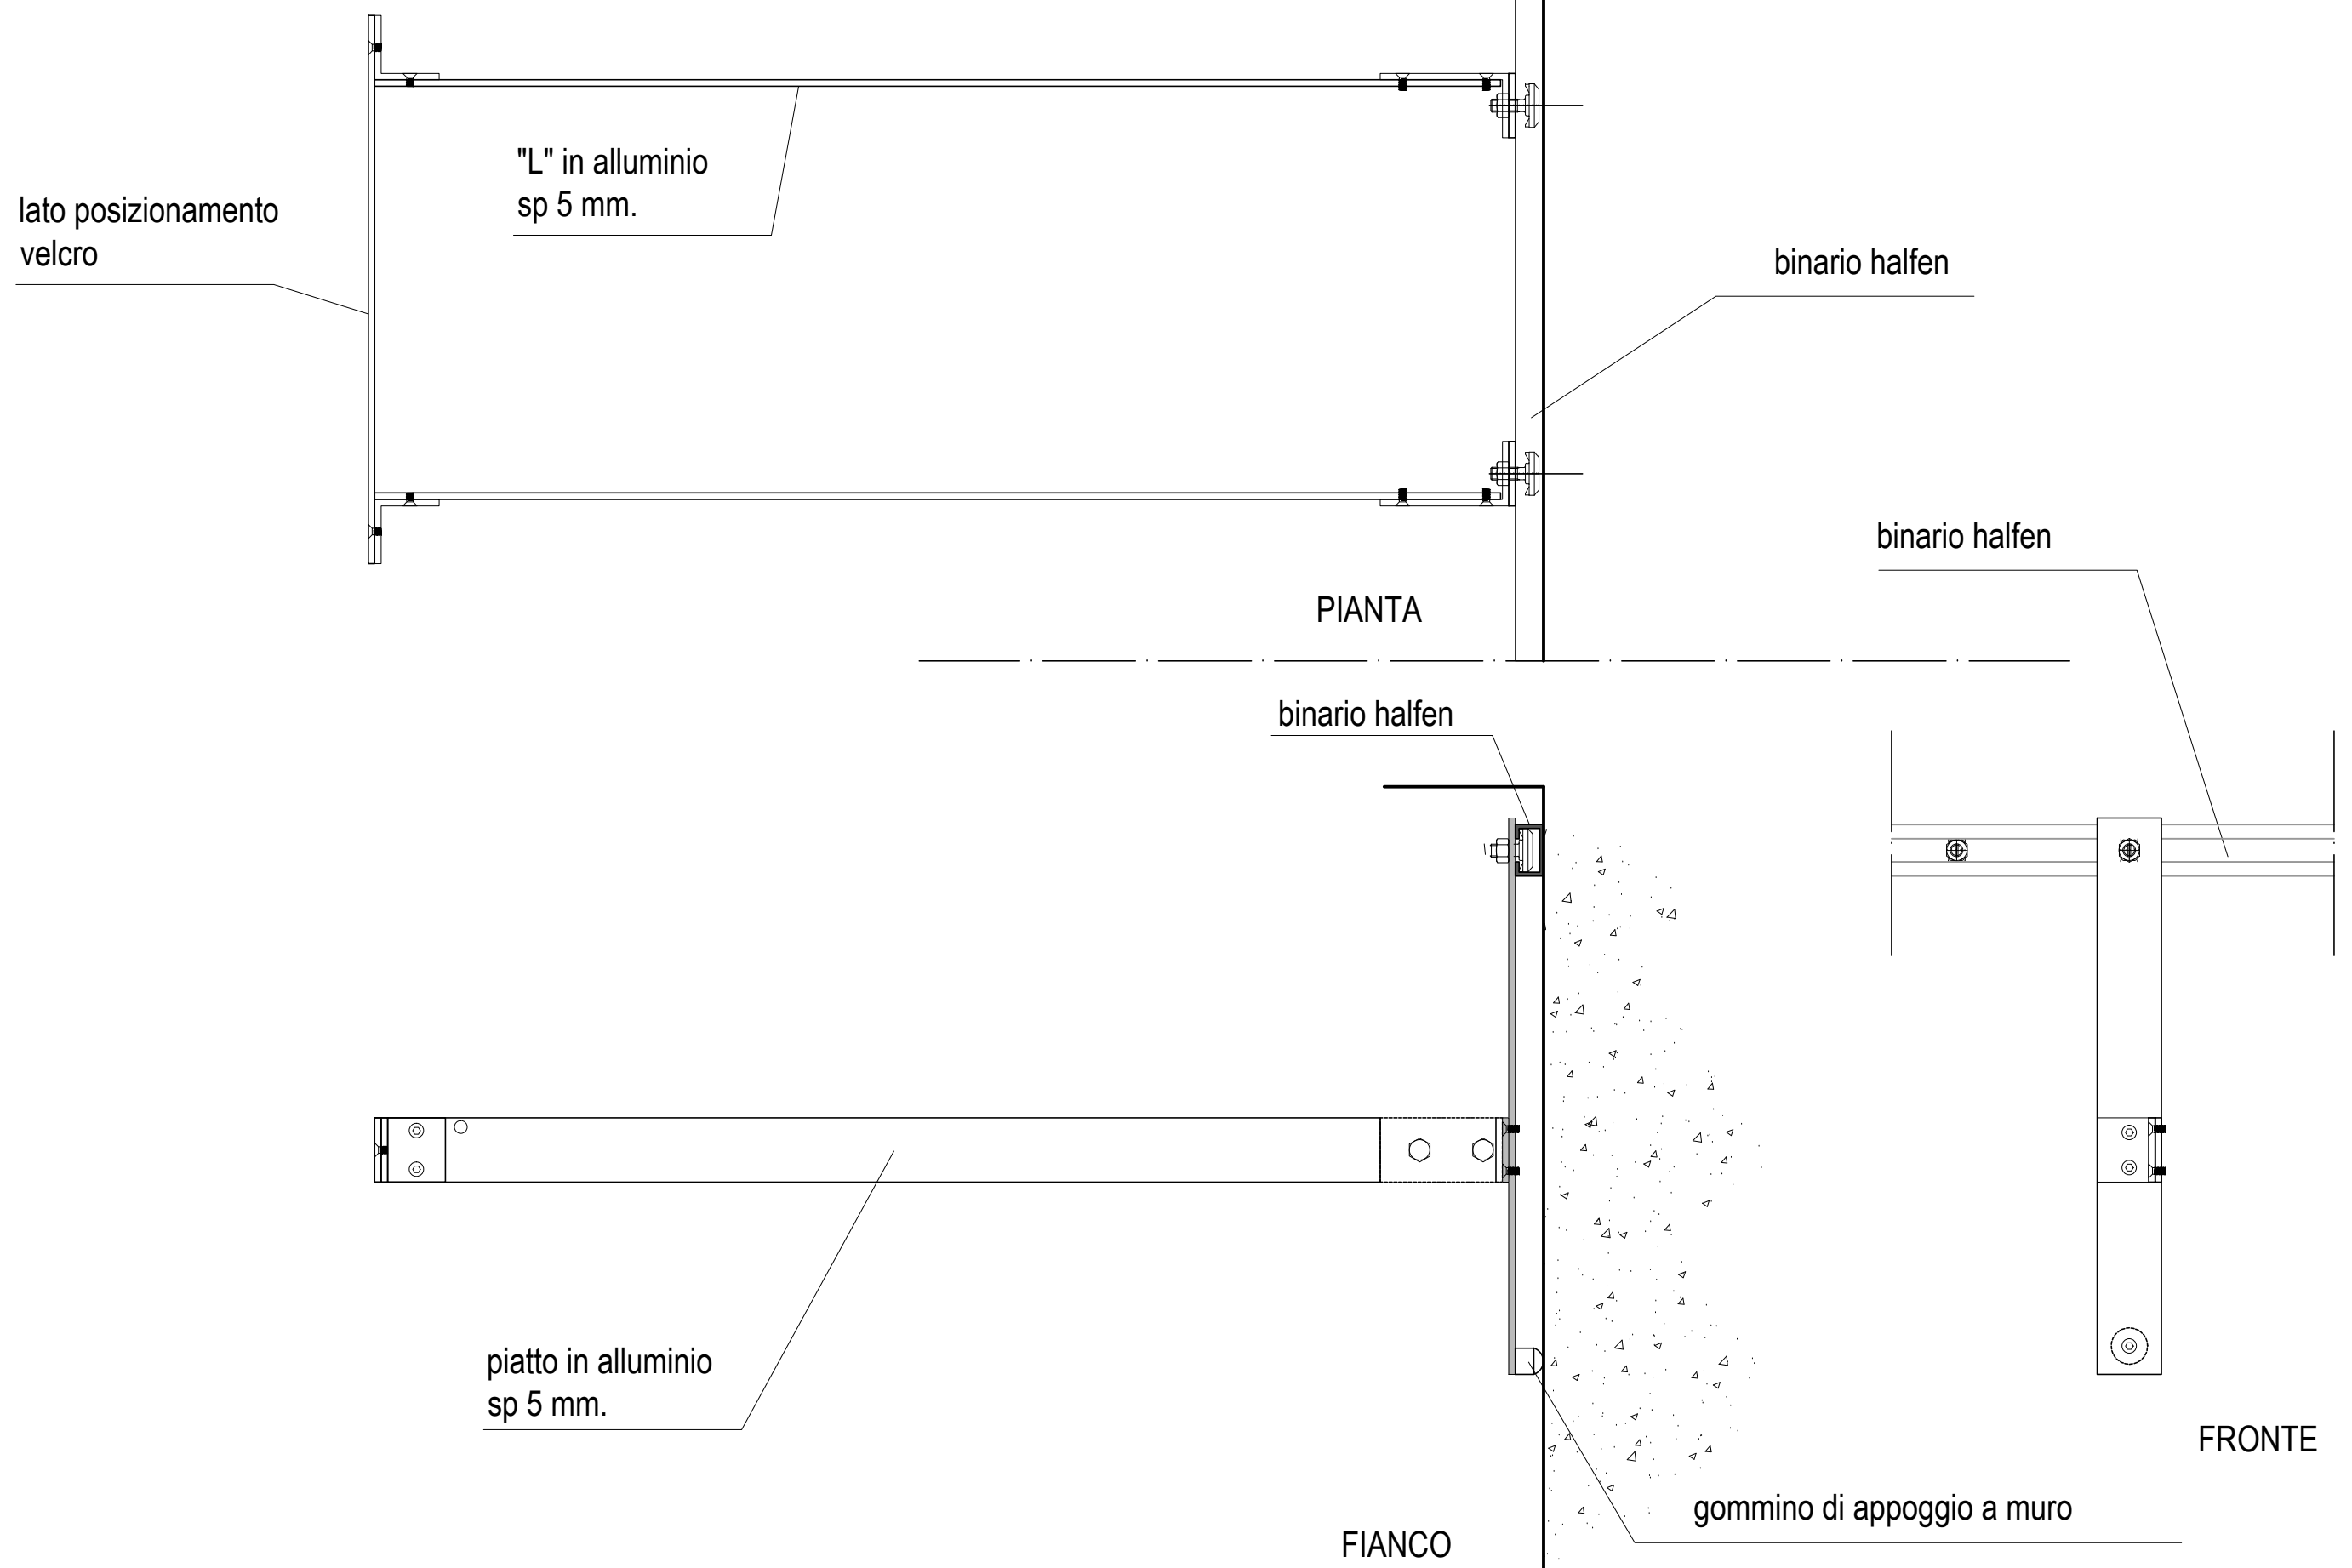 "L" in alluminio
sp 5 mm.
lato posizionamento
velcro
binario halfen
binario halfen
PIANTA
binario halfen
piatto in alluminio
sp 5 mm.
FRONTE
gommino di appoggio a muro
FIANCO